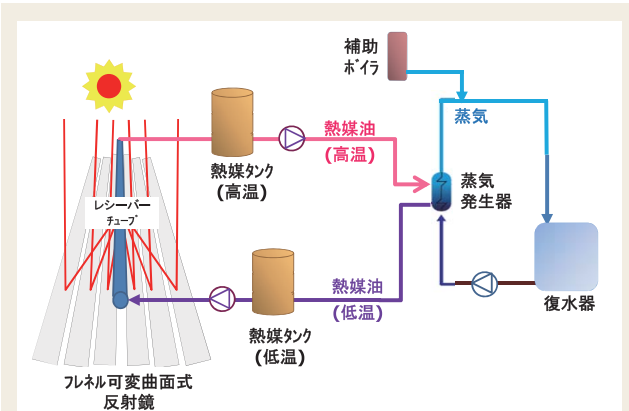 補助
ﾎﾞｲﾗ
蒸気
熱媒油
(高温)
熱媒タンク
(高温)
蒸気
発生器
レシーバー
ﾁｭｰﾌﾞ
熱媒油
(低温)
復水器
熱媒タンク
(低温)
フレネル可変曲面式
反射鏡